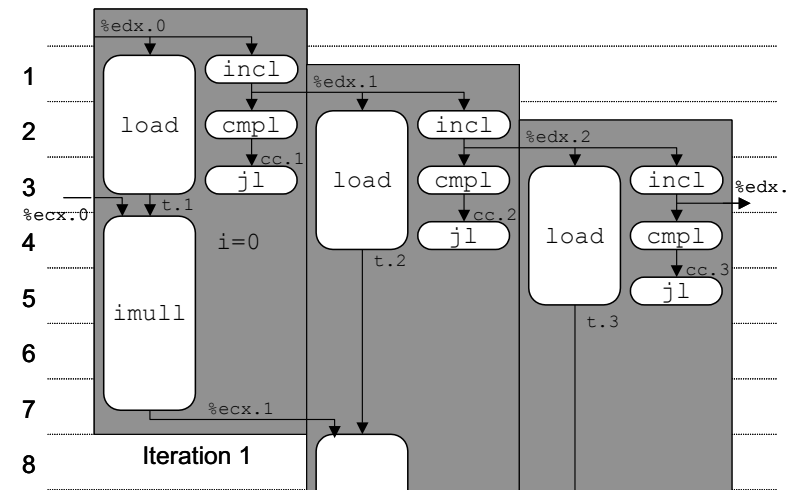 %edx.0
1
incl
%edx.1
load
2
cmpl
incl
%edx.2
cc.1
load
3
jl
cmpl
incl
%edx.
%ecx.0
t.1
cc.2
load
4
i=0
jl
cmpl
t.2
cc.3
5
jl
imull
t.3
6
7
%ecx.1
Iteration 1
8